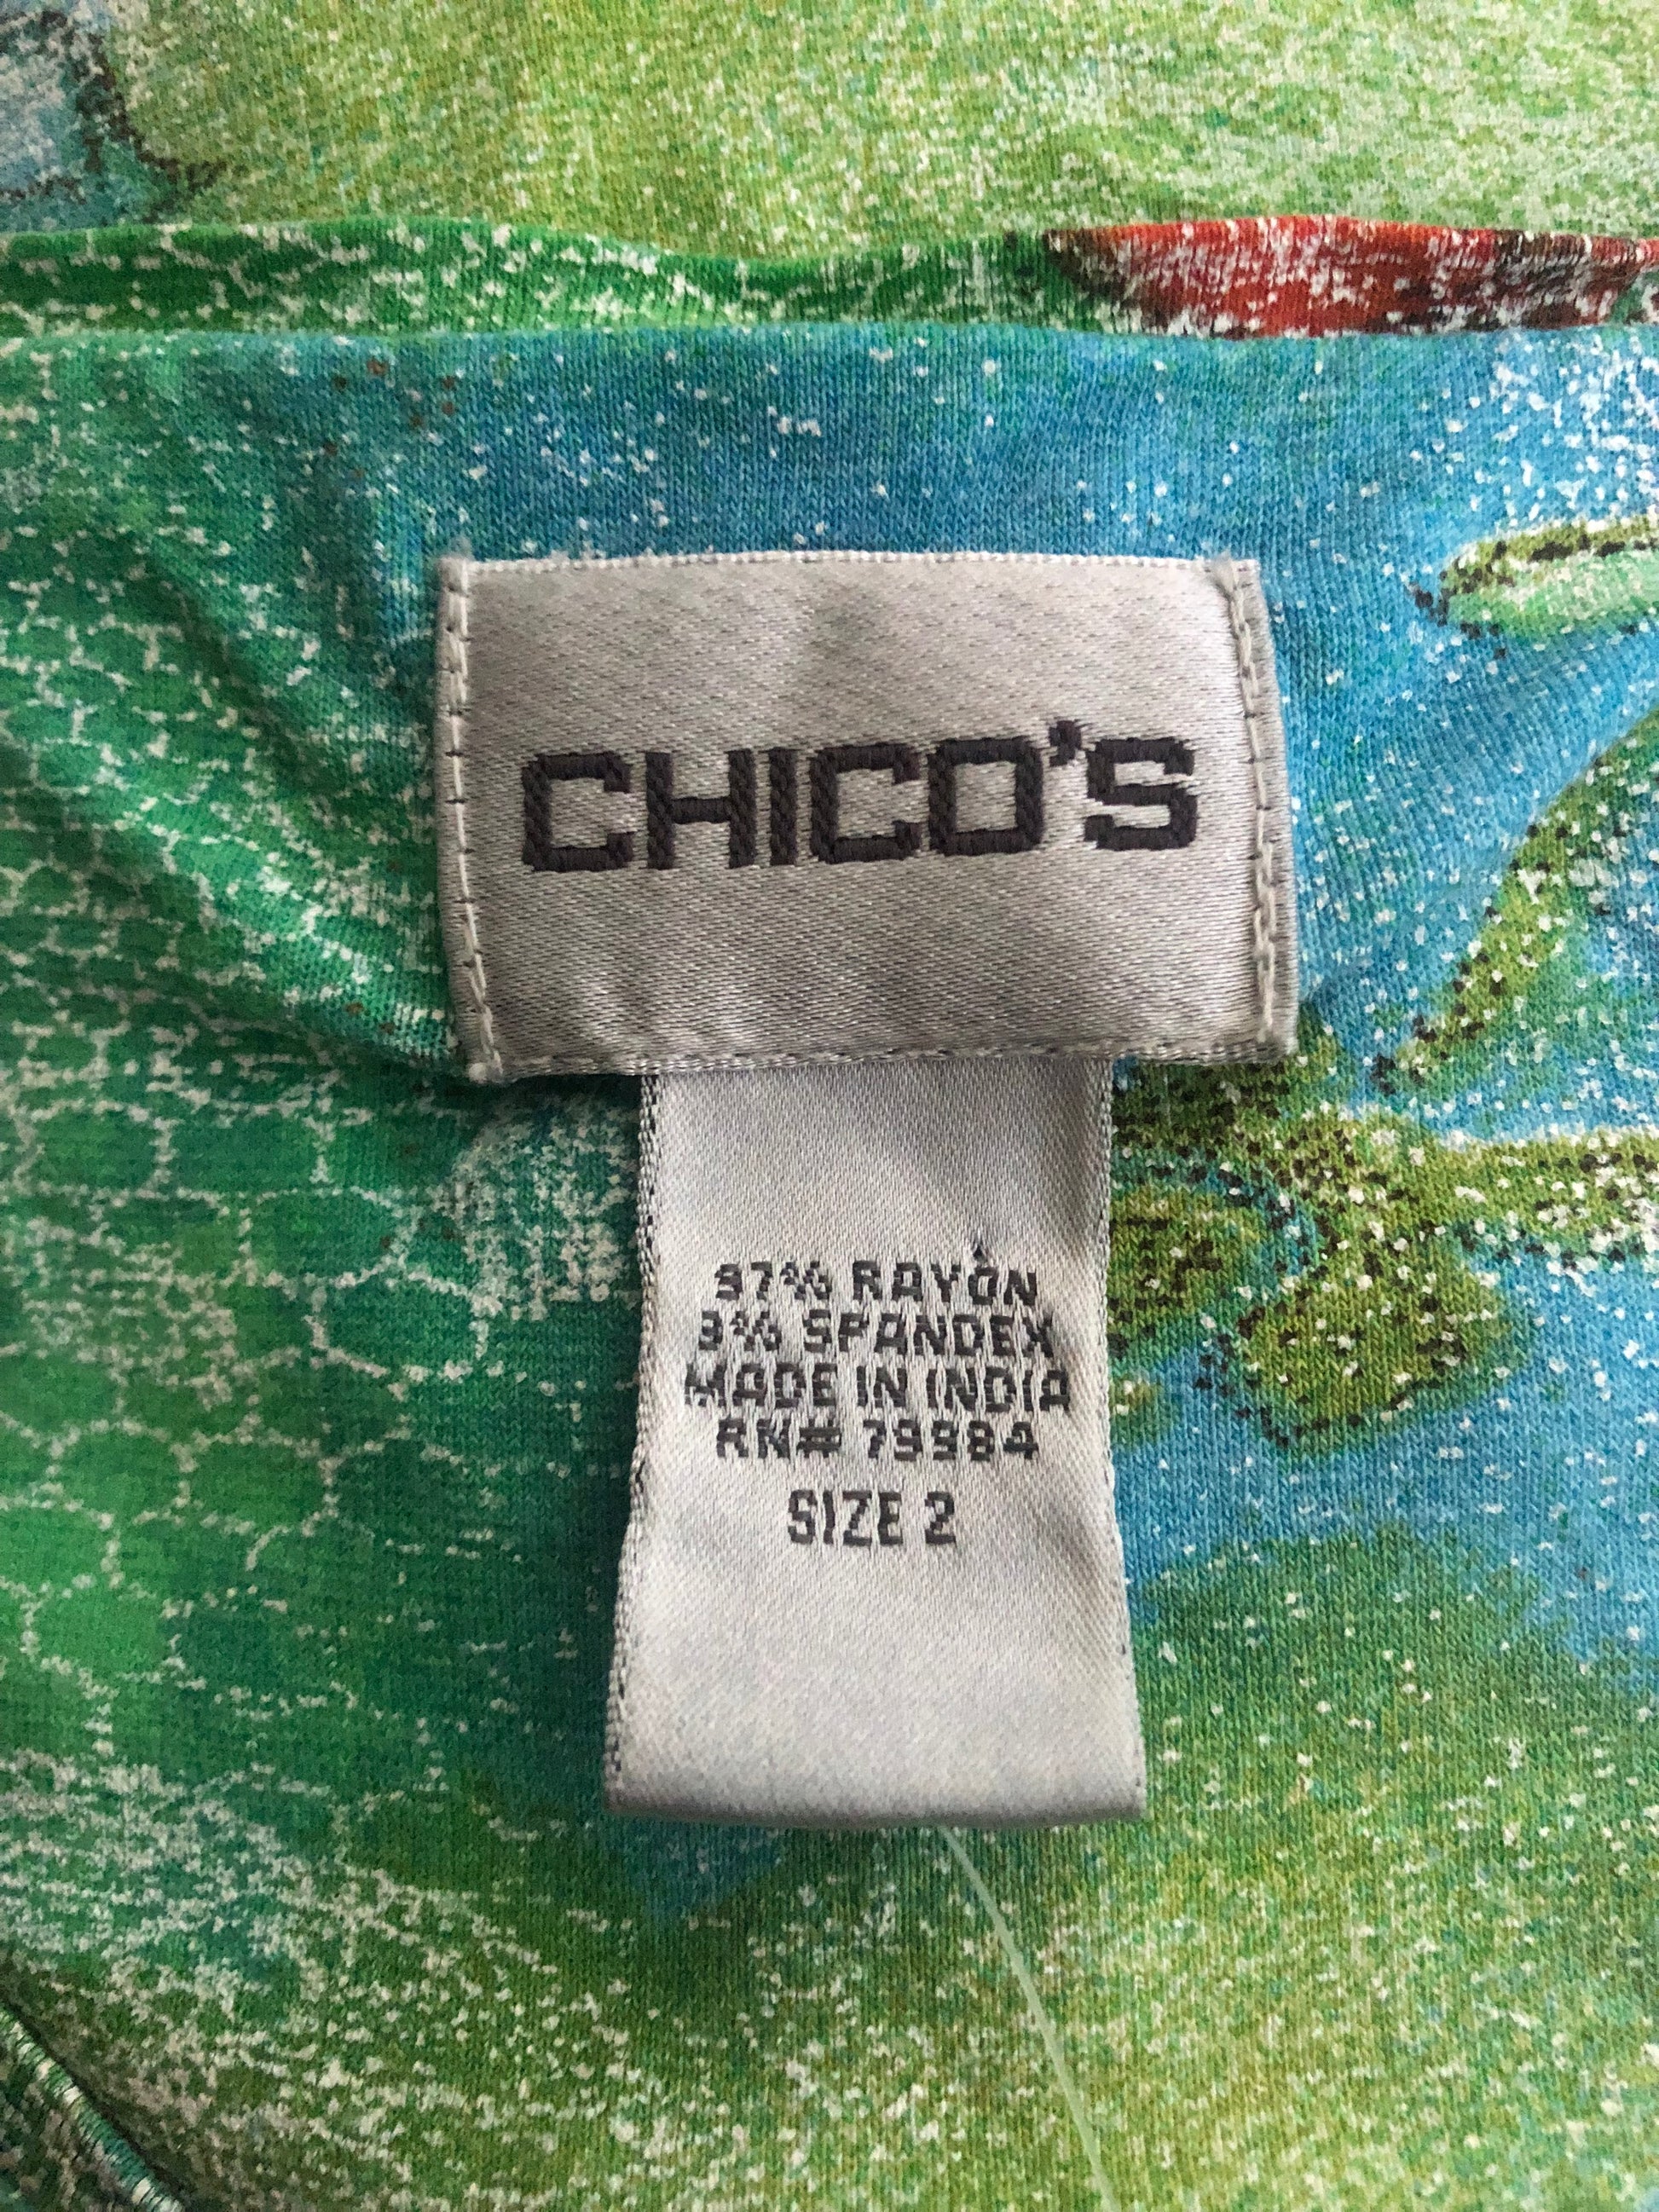 CHICO'S
97% RAYON
3% SPANDEX
MADE IN INDIA
RN# 79984
SIZE 2